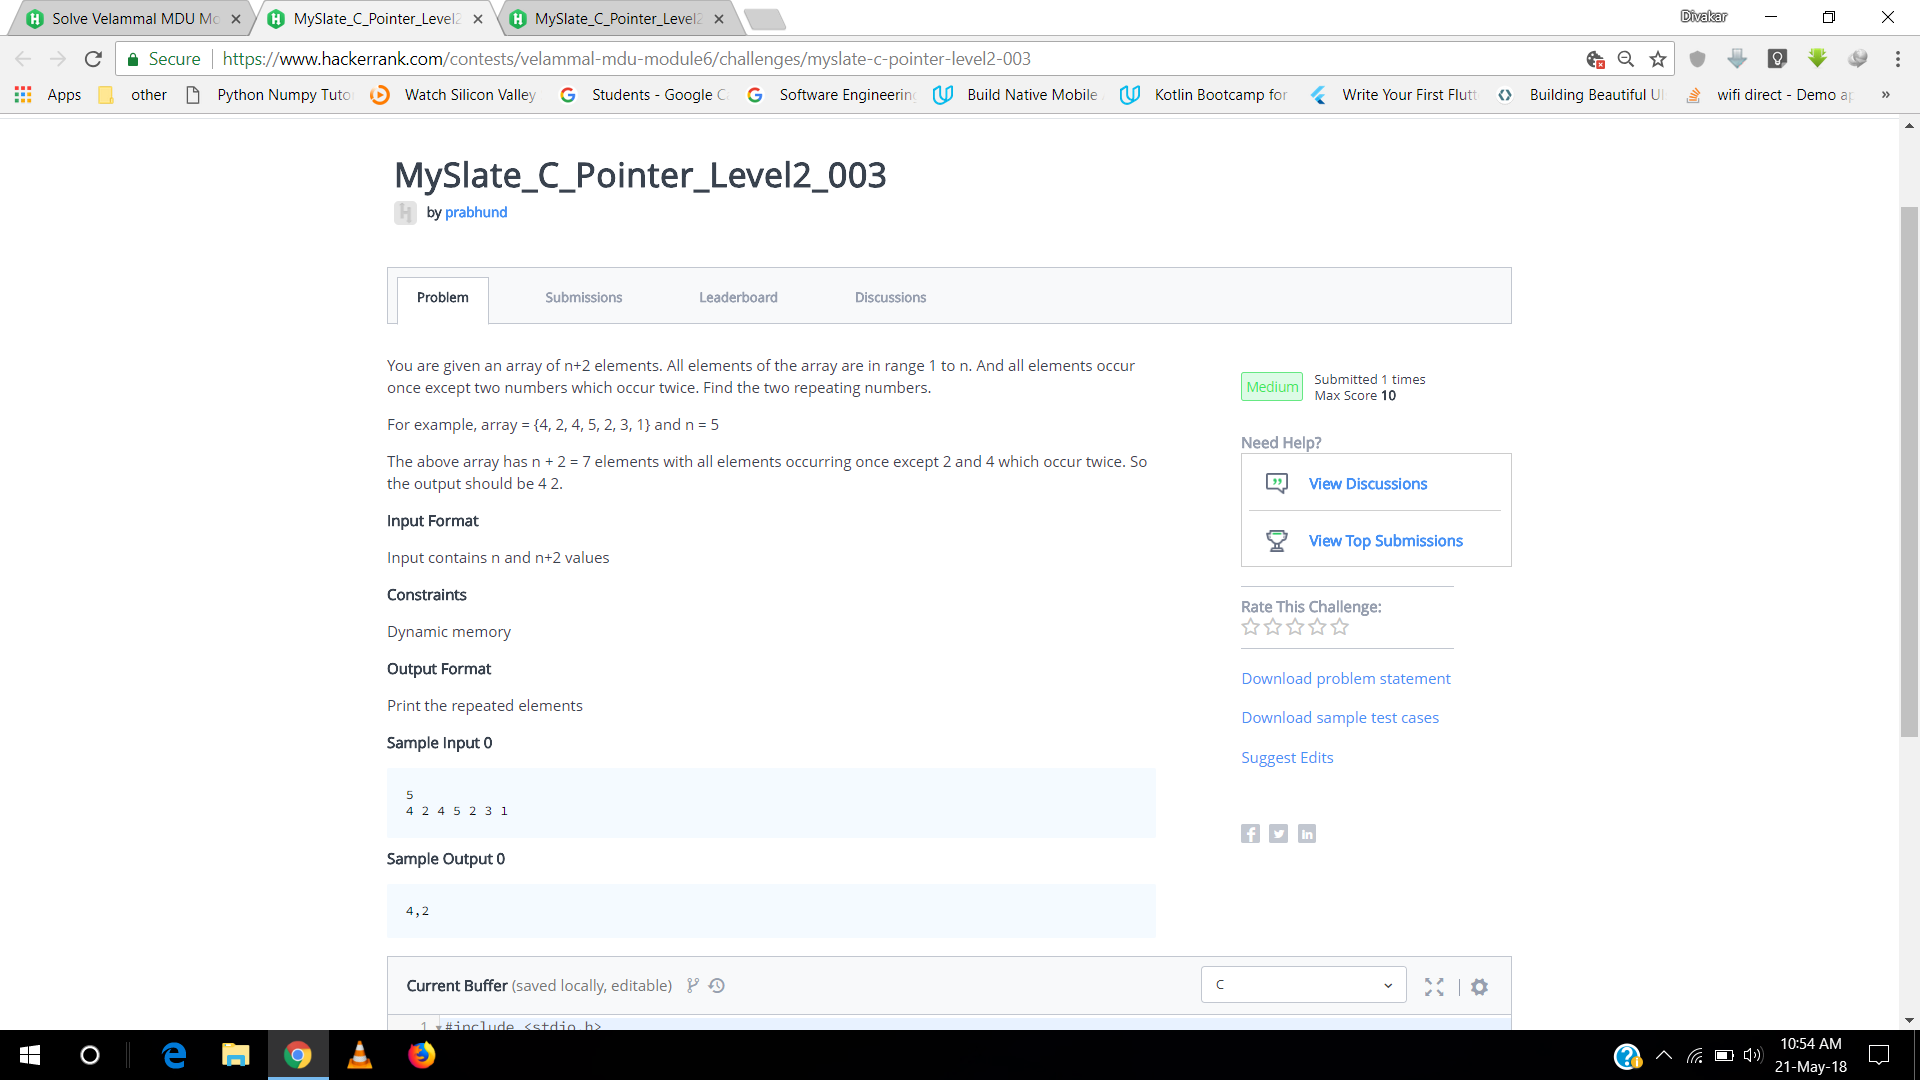 Solve Velammal MDU Mo
MySlate_C_Pointer_Level2
MySlate_C_Pointer_Level2
Divakar
Secure
https://www.hackerrank.com/contests/velammal-mdu-module6/challenges/myslate-c-pointer-level2-003
Apps
other
Python Numpy Tuto
Watch Silicon Valley
Students - Google C
Software Engineering
Build Native Mobile
Kotlin Bootcamp for
Write Your First Flutt
Building Beautiful UI
wifi direct - Demo ap
»
MySlate_C_Pointer_Level2_003
by prabhund
Problem
Submissions
Leaderboard
Discussions
You are given an array of n+2 elements. All elements of the array are in range 1 to n. And all elements occur
once except two numbers which occur twice. Find the two repeating numbers.
For example, array = {4, 2, 4, 5, 2, 3, 1} and n = 5
The above array has n + 2 = 7 elements with all elements occurring once except 2 and 4 which occur twice. So
the output should be 4 2.
Input Format
Input contains n and n+2 values
Constraints
Dynamic memory
Output Format
Print the repeated elements
Sample Input 0
5
4 2 4 5 2 3 1
Sample Output 0
4,2
Medium
Submitted 1 times
Max Score 10
Need Help?
View Discussions
View Top Submissions
Rate This Challenge:
Download problem statement
Download sample test cases
Suggest Edits
Current Buffer (saved locally, editable)
C
1 #include <stdio.h>
10:54 AM
21-May-18